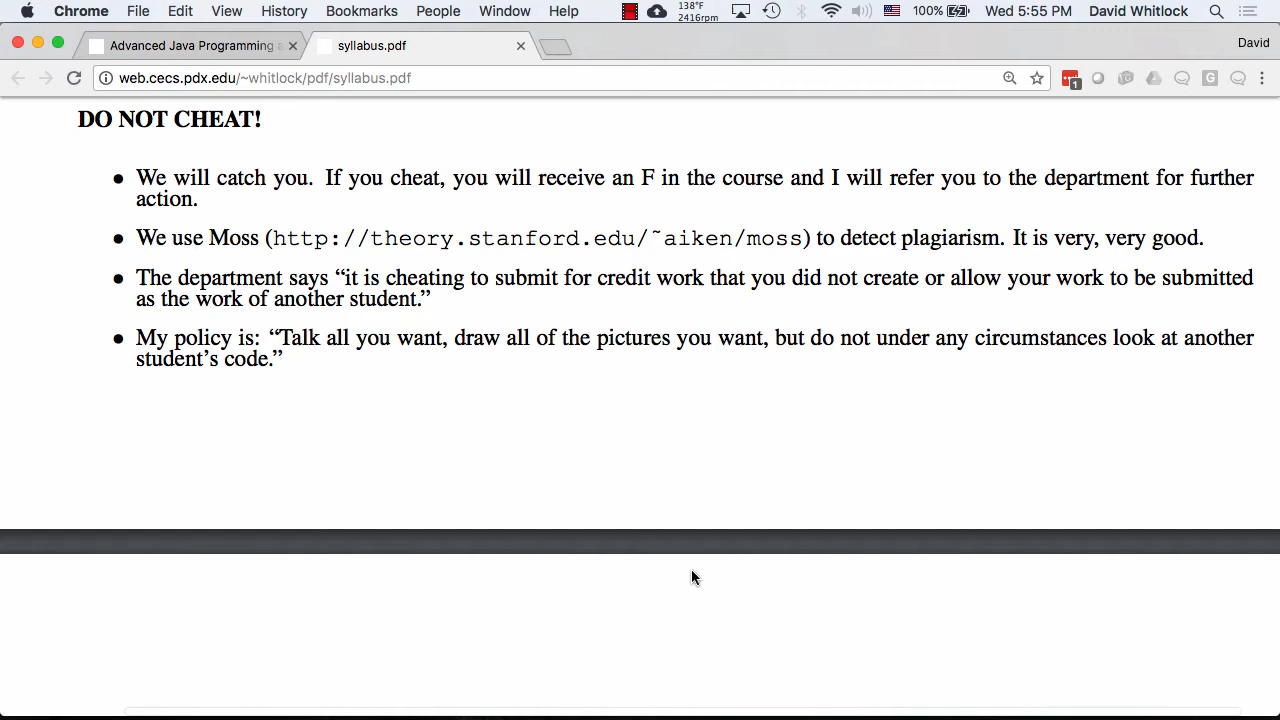 Chrome File Edit View History Bookmarks People Window Help 138°F 100% Wed 5:55 PM David Whitlock
2416rpm
Advanced Java Programming syllabus.pdf David
web.cecs.pdx.edu/~whitlock/pdf/syllabus.pdf 1 G
DO NOT CHEAT!
• We will catch you. If you cheat, you will receive an F in the course and I will refer you to the department for further
action.
• We use Moss (http://theory.stanford.edu/~aiken/moss) to detect plagiarism. It is very, very good.
• The department says “it is cheating to submit for credit work that you did not create or allow your work to be submitted
as the work of another student.”
• My policy is: “Talk all you want, draw all of the pictures you want, but do not under any circumstances look at another
student’s code.”